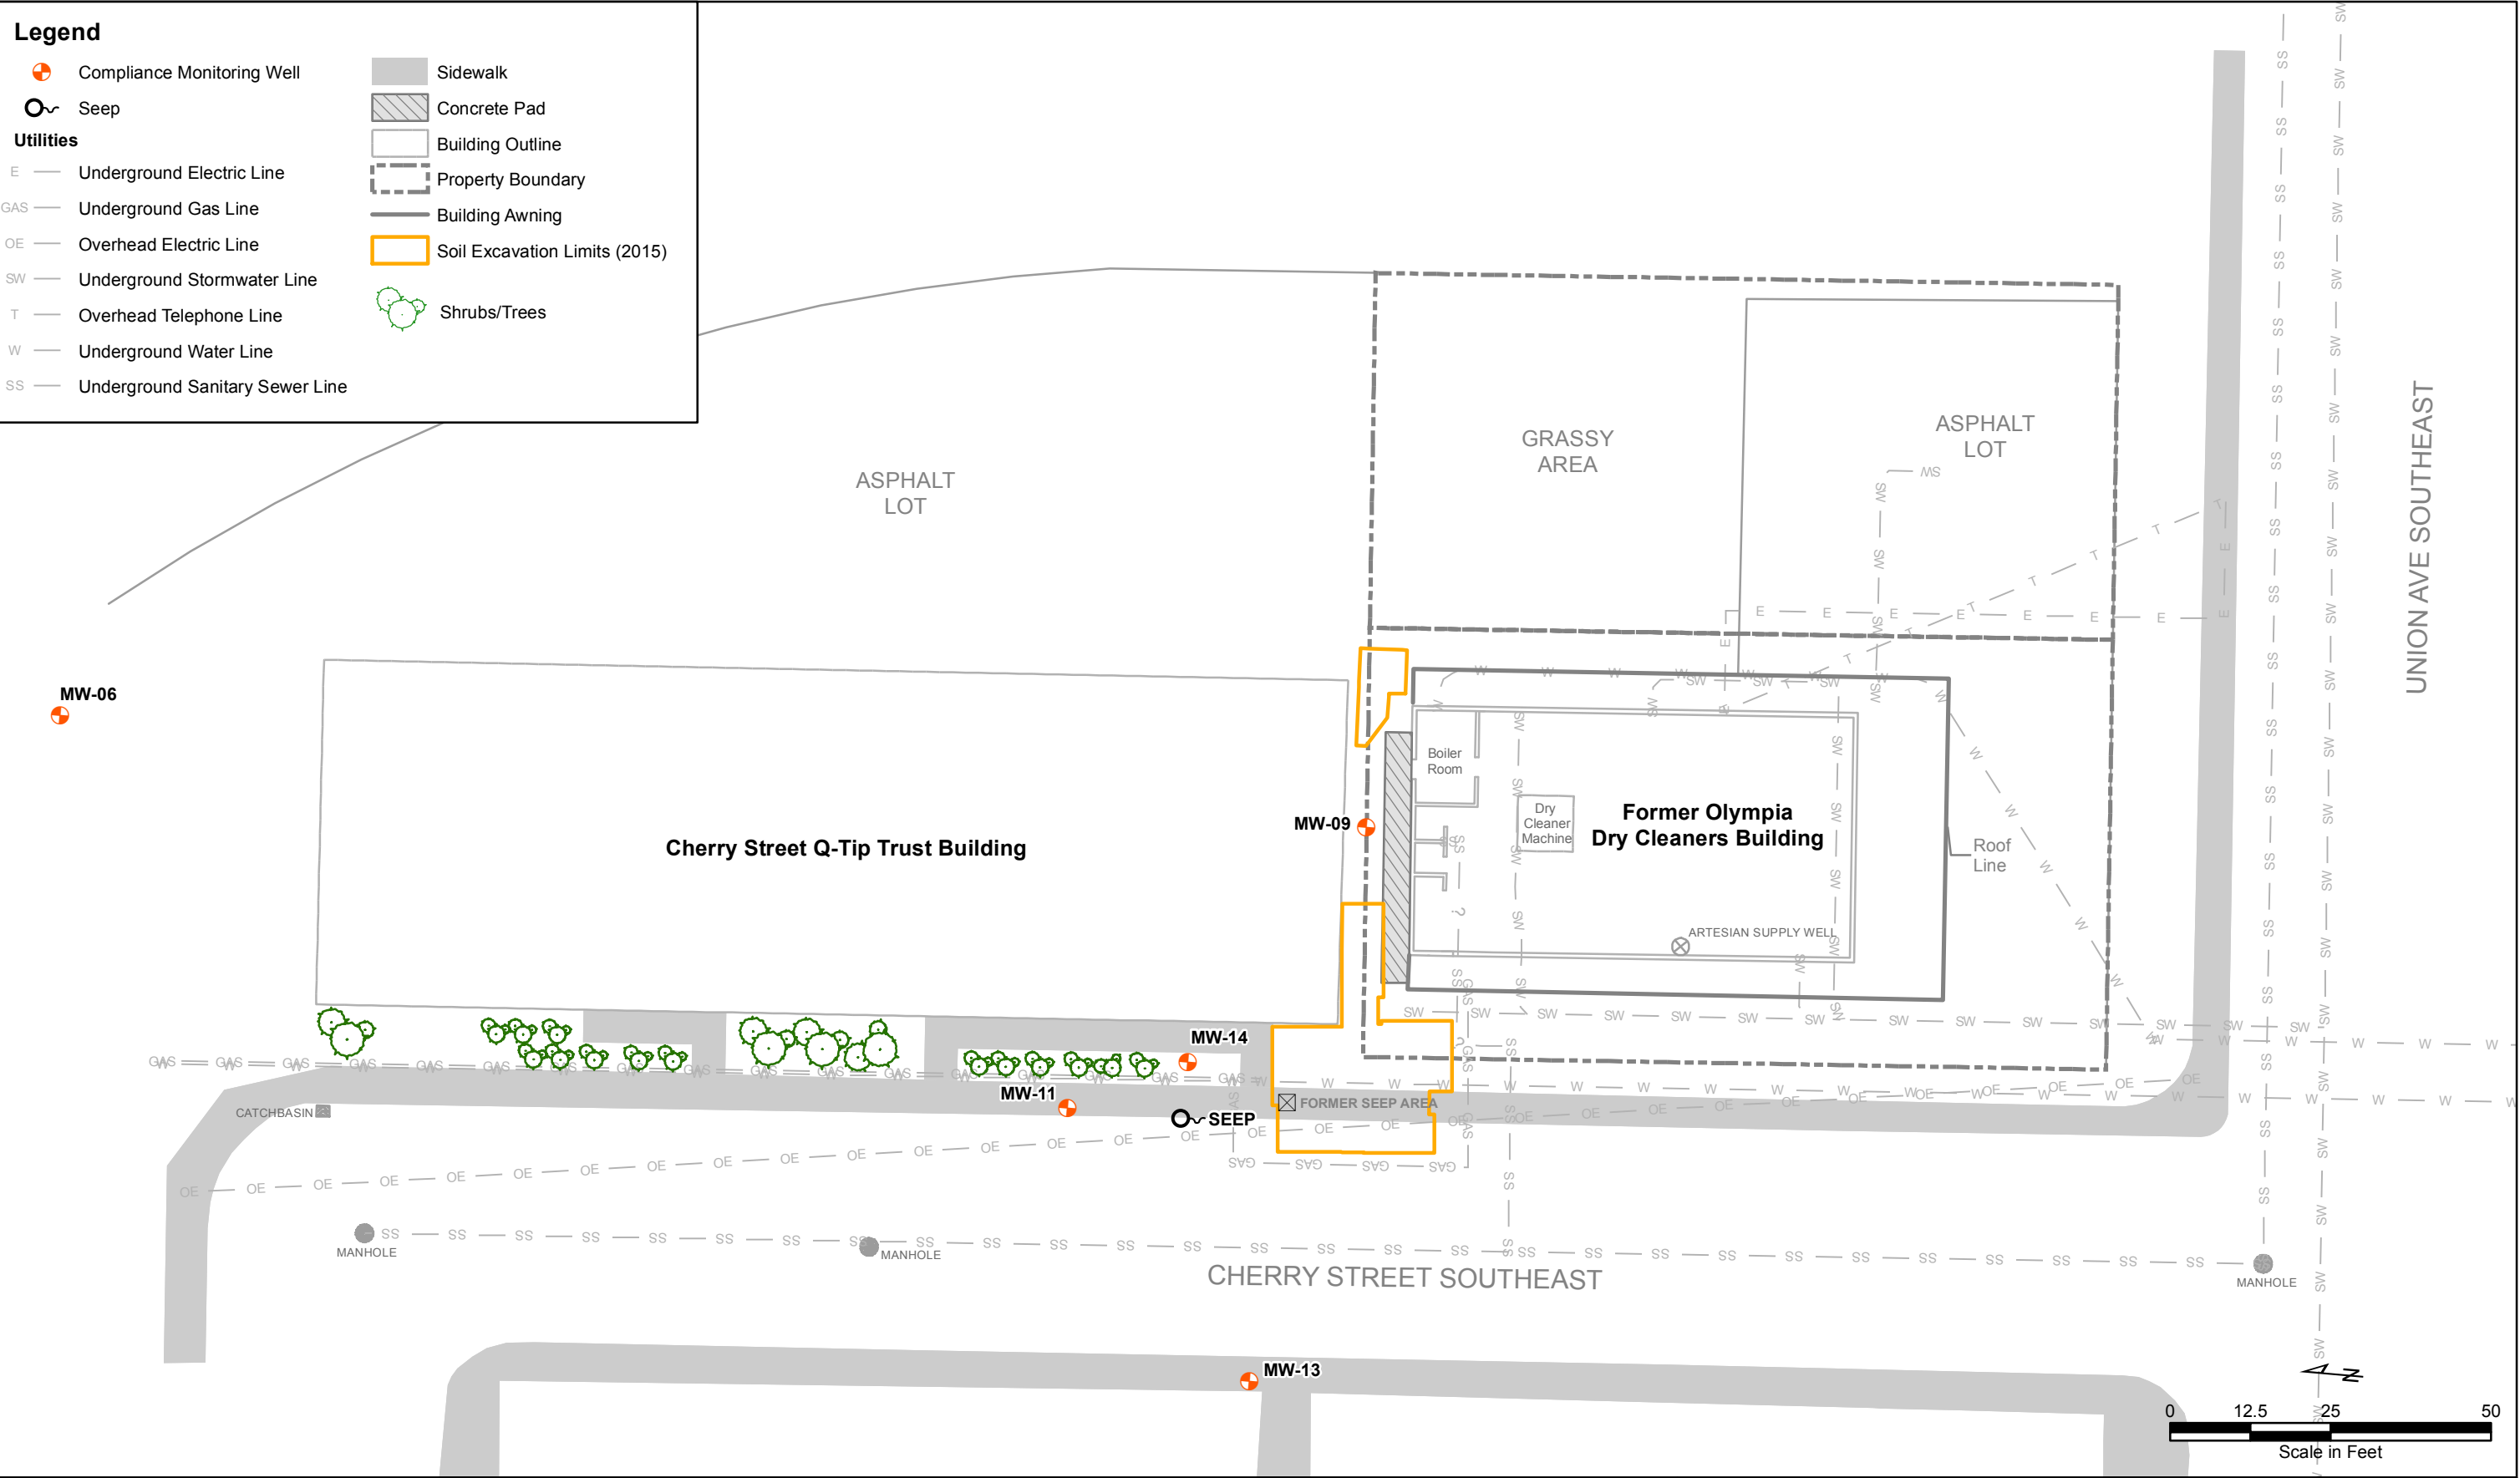 Legend
Compliance Monitoring Well
Seep
Utilities
E Underground Electric Line
GAS Underground Gas Line
OE Overhead Electric Line
SW Underground Stormwater Line
T Overhead Telephone Line
W Underground Water Line
SS Underground Sanitary Sewer Line
Sidewalk
Concrete Pad
Building Outline
Property Boundary
Building Awning
Soil Excavation Limits (2015)
Shrubs/Trees
ASPHALT
LOT
GRASSY
AREA
ASPHALT
LOT
UNION AVE SOUTHEAST
MW-06
Cherry Street Q-Tip Trust Building
MW-09
Boiler
Room
Dry
Cleaner
Machine
Former Olympia
Dry Cleaners Building
Roof
Line
ARTESIAN SUPPLY WELL
MW-14
MW-11
SEEP
FORMER SEEP AREA
CATCHBASIN
MANHOLE
MANHOLE
MANHOLE
CHERRY STREET SOUTHEAST
MW-13
N
0 12.5 25 50
Scale in Feet